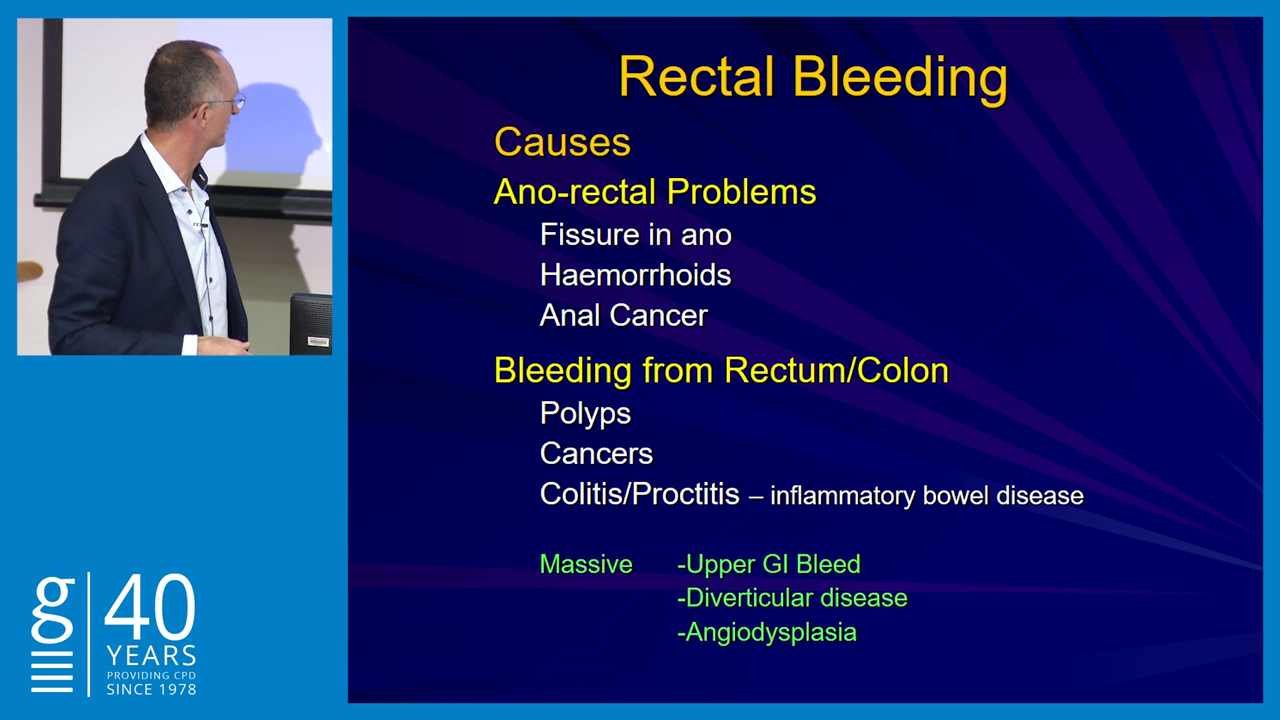 Rectal Bleeding
Causes
Ano-rectal Problems
Fissure in ano
Haemorrhoids
Anal Cancer
Bleeding from Rectum/Colon
Polyps
Cancers
Colitis/Proctitis – inflammatory bowel disease
Massive -Upper GI Bleed
-Diverticular disease
-Angiodysplasia
g
40
YEARS
PROVIDING CPD
SINCE 1978